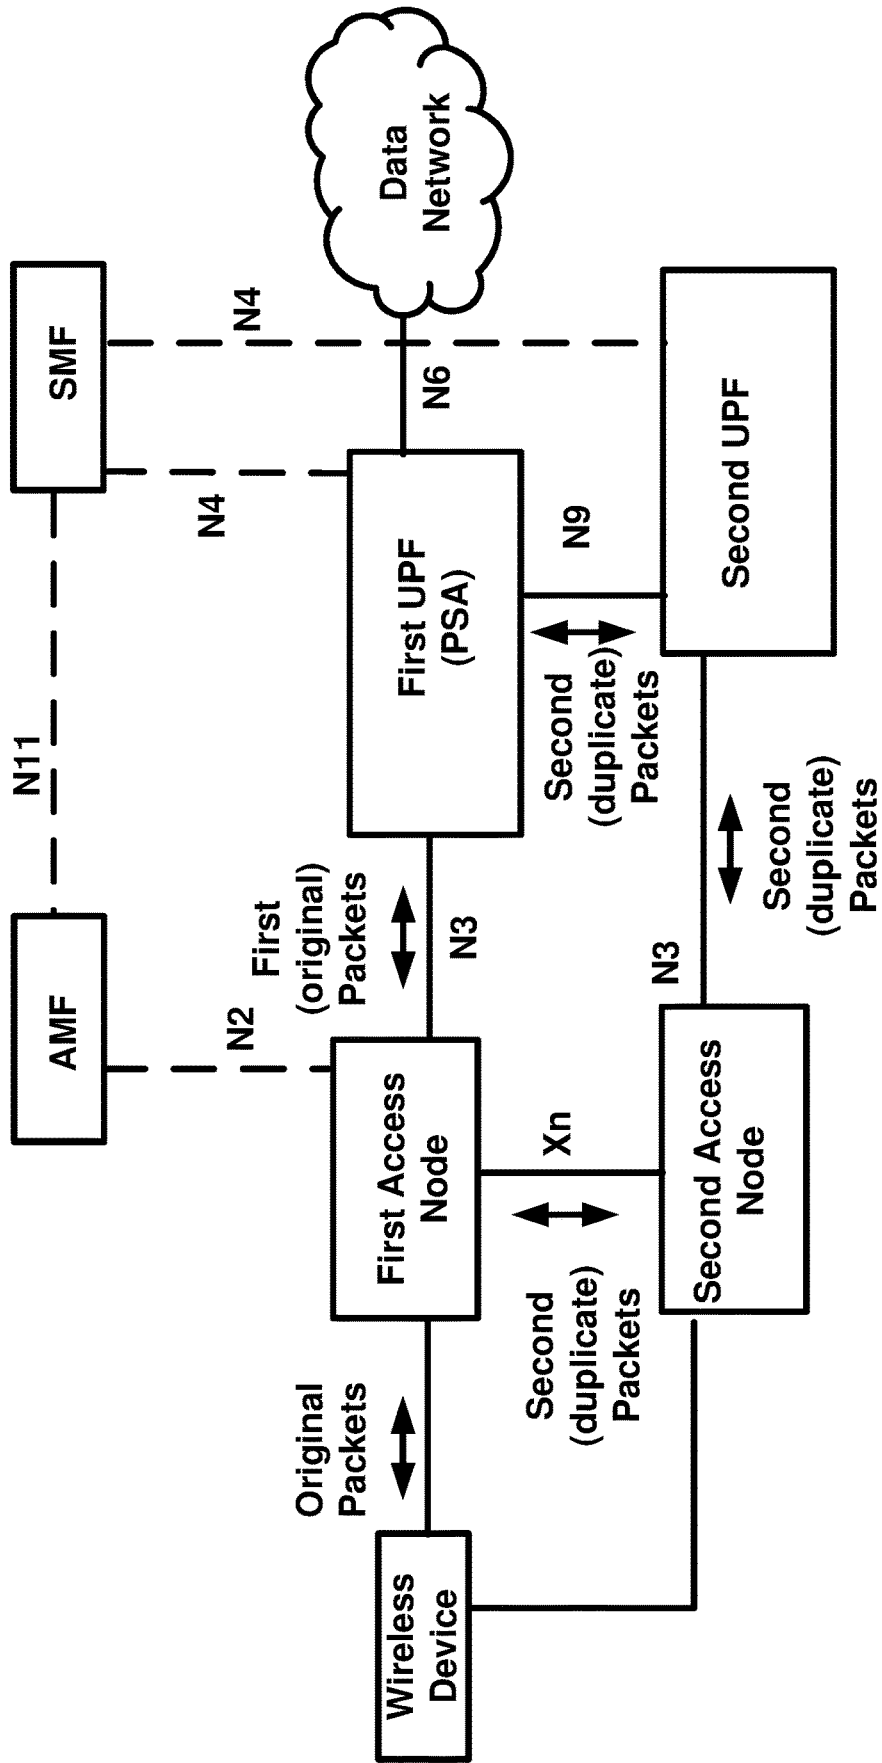 AMF
N11
SMF
N2
N4
N4
Original
Packets
First
(original)
Packets
Wireless
Device
First Access
Node
N3
First UPF
(PSA)
N6
Data
Network
Second
(duplicate)
Packets
Xn
Second
(duplicate)
Packets
N9
Second Access
Node
N3
Second
(duplicate)
Packets
Second UPF